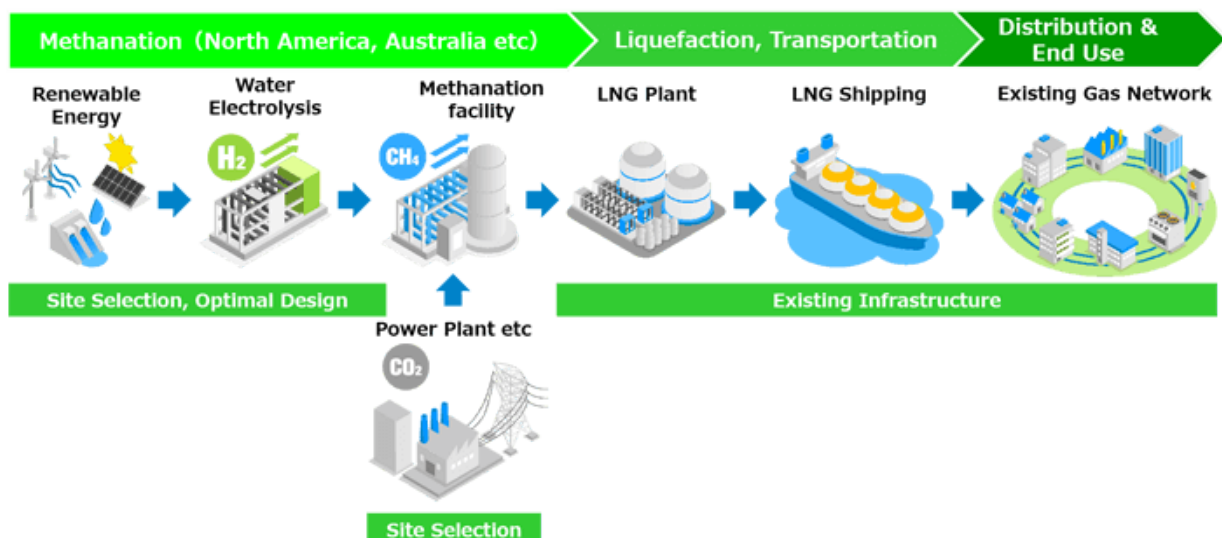 Methanation (North America, Australia etc)
Liquefaction, Transportation
Distribution &
End Use
Renewable
Energy
Water
Electrolysis
Methanation
facility
LNG Plant
LNG Shipping
Existing Gas Network
H2
CH4
Site Selection, Optimal Design
Existing Infrastructure
Power Plant etc
CO2
Site Selection